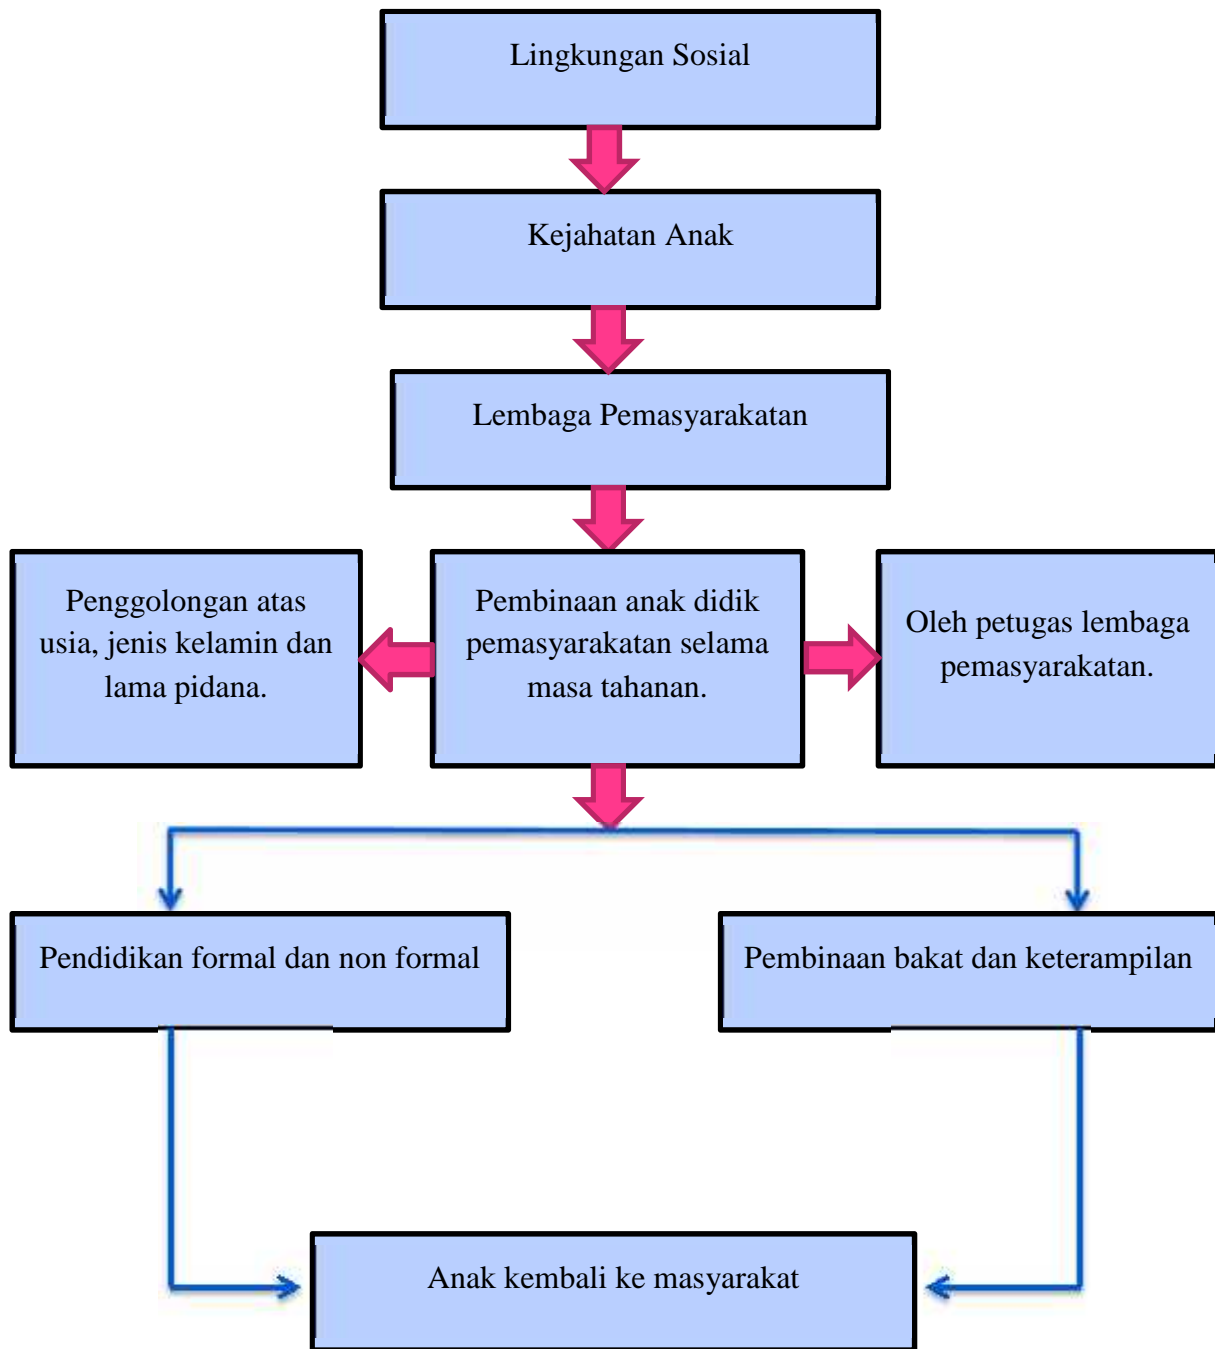 Lingkungan Sosial
Kejahatan Anak
Lembaga Pemasyarakatan
Penggolongan atas
usia, jenis kelamin dan
lama pidana.
Pembinaan anak didik
pemasyarakatan selama
masa tahanan.
Oleh petugas lembaga
pemasyarakatan.
Pendidikan formal dan non formal
Pembinaan bakat dan keterampilan
Anak kembali ke masyarakat